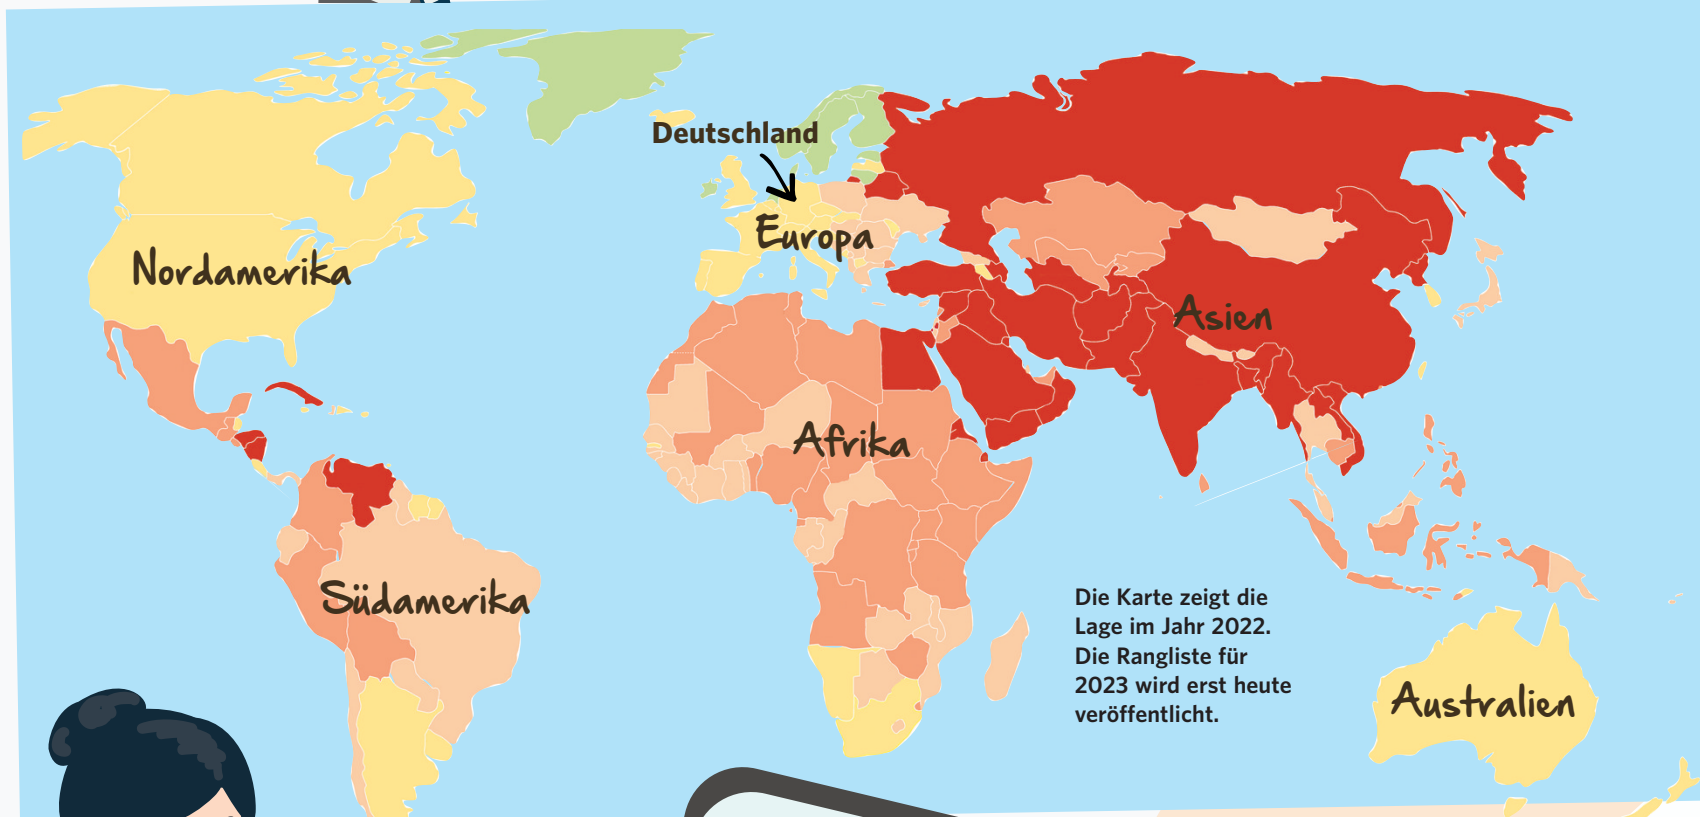 Deutschland
Europa
Nordamerika
Asien
Afrika
Südamerika
Die Karte zeigt die
Lage im Jahr 2022.
Die Rangliste für
2023 wird erst heute
veröffentlicht.
Australien